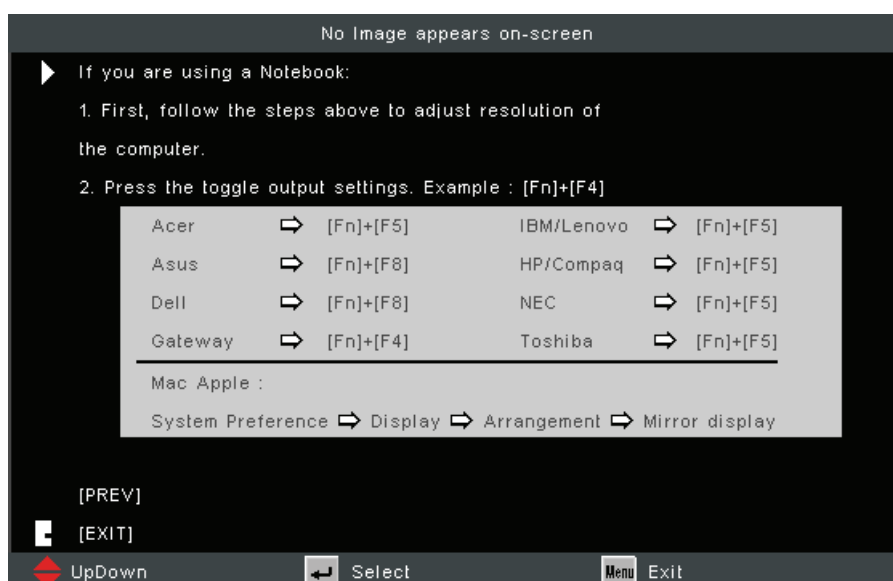 No Image appears on-screen
If you are using a Notebook:
1. First, follow the steps above to adjust resolution of
the computer.
2. Press the toggle output settings. Example : [Fn]+[F4]
Acer ⇨ [Fn]+[F5] IBM/Lenovo ⇨ [Fn]+[F5]
Asus ⇨ [Fn]+[F8] HP/Compaq ⇨ [Fn]+[F5]
Dell ⇨ [Fn]+[F8] NEC ⇨ [Fn]+[F5]
Gateway ⇨ [Fn]+[F4] Toshiba ⇨ [Fn]+[F5]
Mac Apple :
System Preference ⇨ Display ⇨ Arrangement ⇨ Mirror display
[PREV]
[EXIT]
UpDown Select Menu Exit